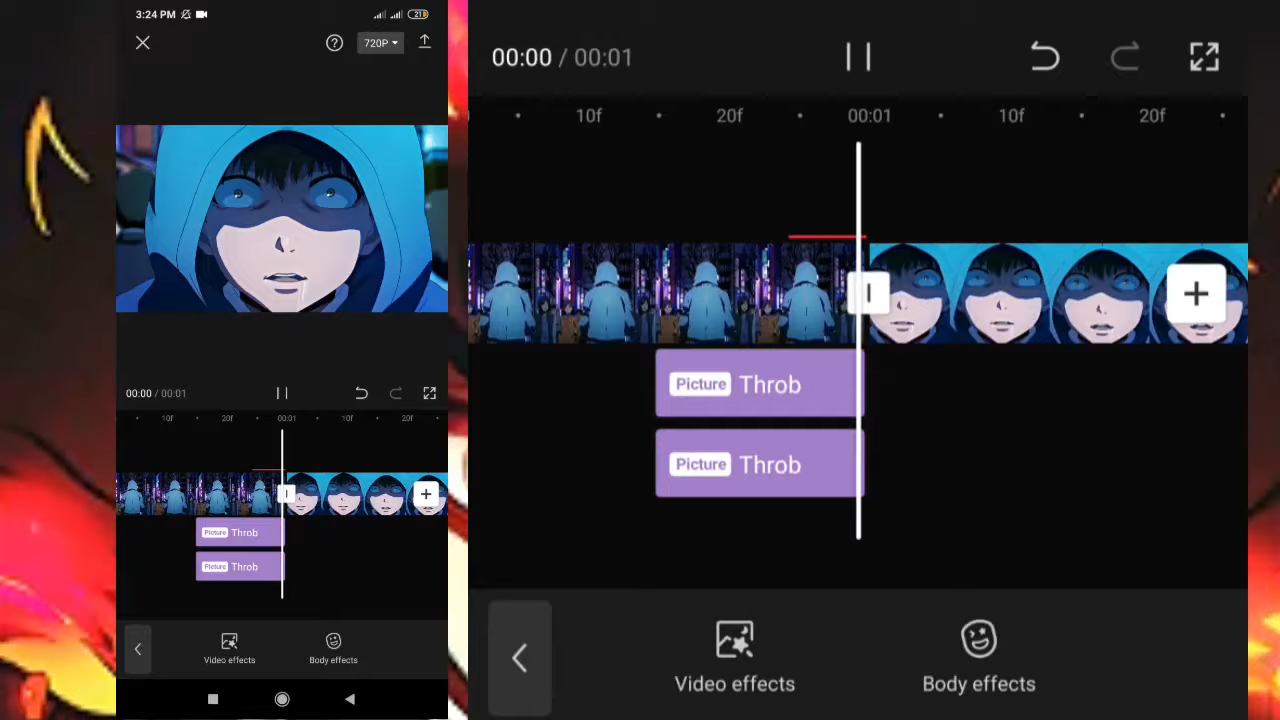 3:24 PM
21
720P
00:00 / 00:01
10f 20f 00:01 10f 20f
Picture Throb
Picture Throb
Video effects Body effects
00:00 / 00:01
10f 20f 00:01 10f 20f
Picture Throb
Picture Throb
Video effects Body effects